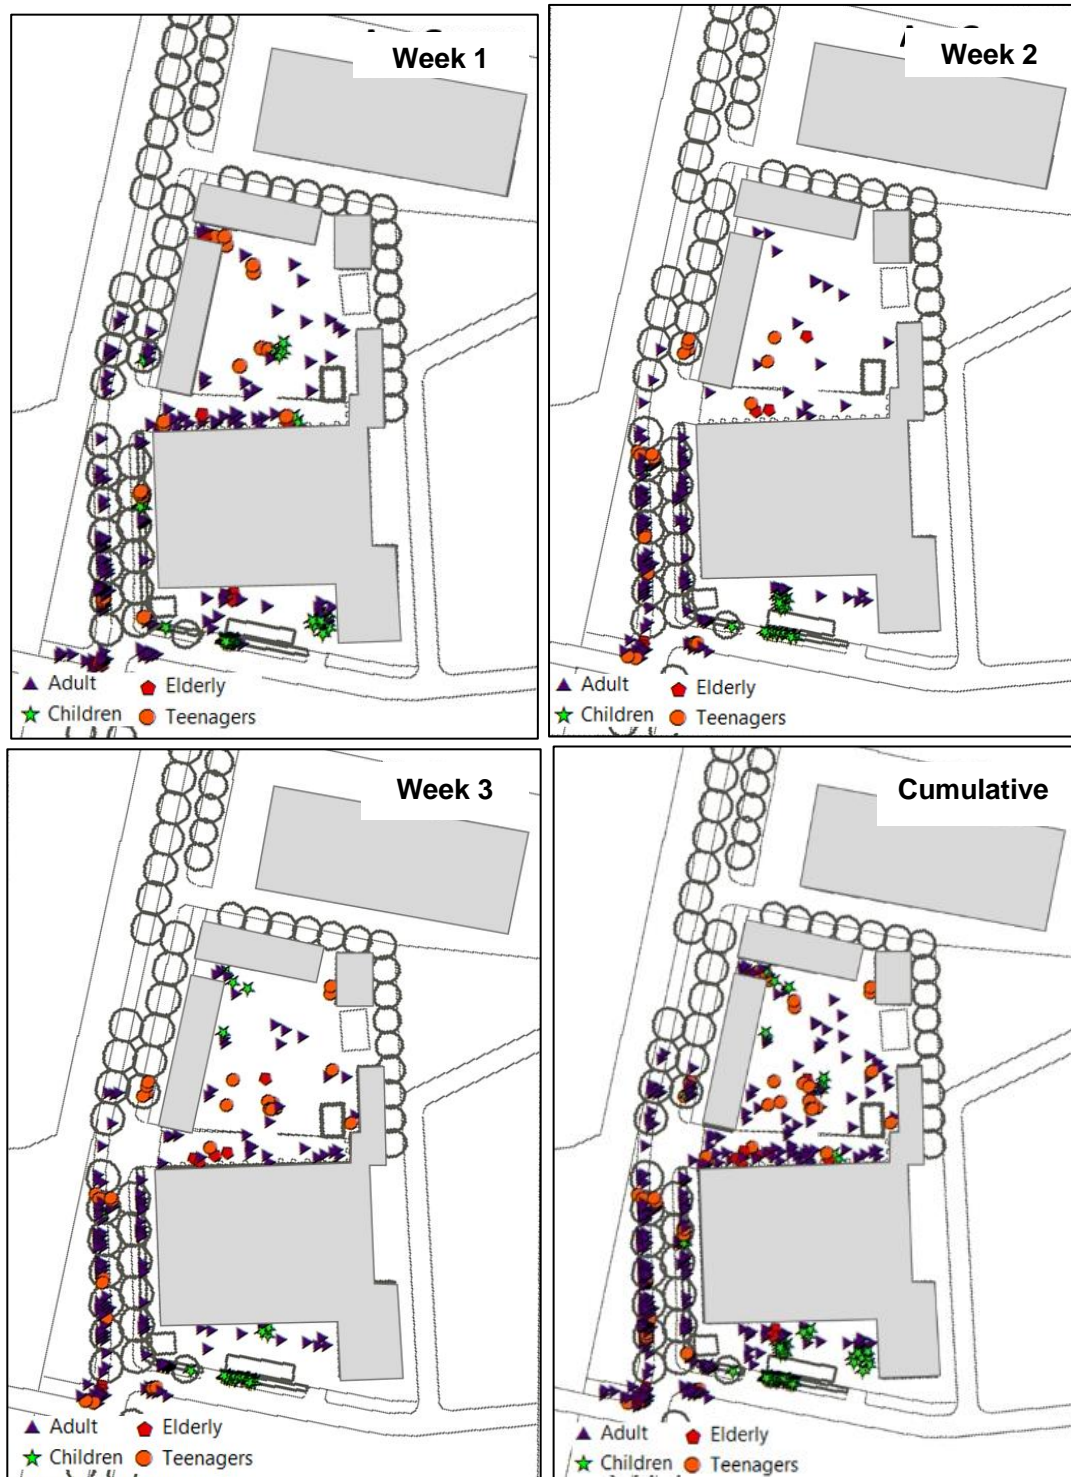 Week 1
Adult Elderly
Children Teenagers
Week 2
Adult Elderly
Children Teenagers
Week 3
Adult Elderly
Children Teenagers
Cumulative
Adult Elderly
Children Teenagers